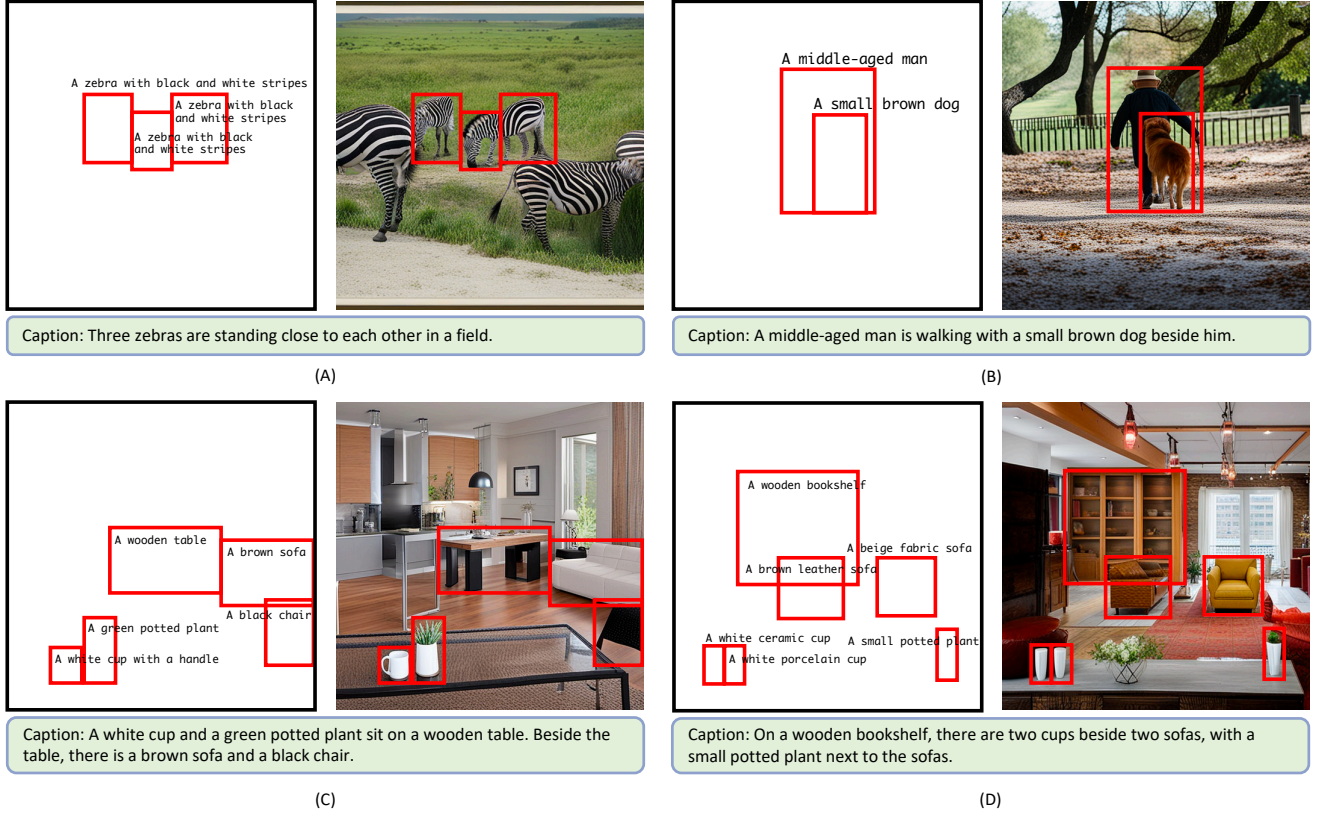 A zebra with black and white stripes
A zebra with black
and white stripes
A zebra with black
and white stripes
Caption: Three zebras are standing close to each other in a field.
(A)
A middle-aged man
A small brown dog
Caption: A middle-aged man is walking with a small brown dog beside him.
(B)
A wooden table
A brown sofa
A black chair
A green potted plant
A white cup with a handle
Caption: A white cup and a green potted plant sit on a wooden table. Beside the
table, there is a brown sofa and a black chair.
(C)
A wooden bookshelf
A beige fabric sofa
A brown leather sofa
A white ceramic cup
A small potted plant
A white porcelain cup
Caption: On a wooden bookshelf, there are two cups beside two sofas, with a
small potted plant next to the sofas.
(D)